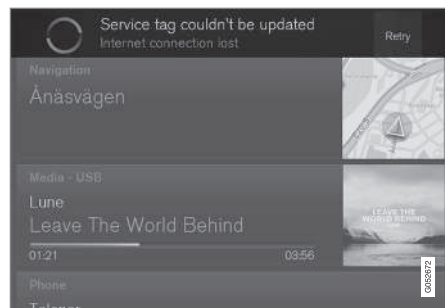 Service tag couldn't be updated
Internet connection lost
Retry
Navigation
Ånäsvägen
Media - USB
Lune
Leave The World Behind
01:21
03:56
LEAVE THE
WORLD BEHIND
Phone
G052672